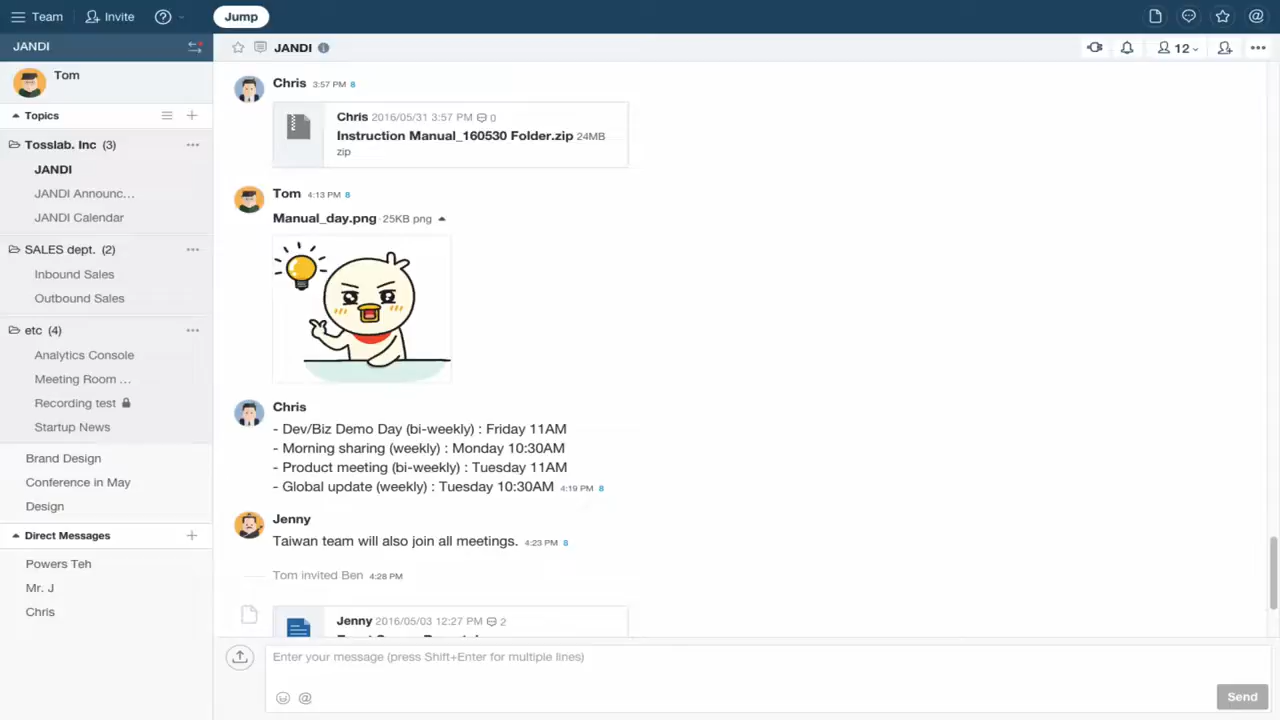 Team Invite ? Jump @
JANDI
Tom
Topics
Tosslab. Inc (3)
JANDI
JANDI Announc...
JANDI Calendar
SALES dept. (2)
Inbound Sales
Outbound Sales
etc (4)
Analytics Console
Meeting Room ...
Recording test
Startup News
Brand Design
Conference in May
Design
Direct Messages
Powers Teh
Mr. J
Chris
JANDI 12
Chris 3:57 PM 8
Chris 2016/05/31 3:57 PM 0
Instruction Manual_160530 Folder.zip 24MB
zip
Tom 4:13 PM 8
Manual_day.png 25KB png
Chris
- Dev/Biz Demo Day (bi-weekly) : Friday 11AM
- Morning sharing (weekly) : Monday 10:30AM
- Product meeting (bi-weekly) : Tuesday 11AM
- Global update (weekly) : Tuesday 10:30AM 4:19 PM 8
Jenny
Taiwan team will also join all meetings. 4:23 PM 8
Tom invited Ben 4:28 PM
Jenny 2016/05/03 12:27 PM 2
Enter your message (press Shift+Enter for multiple lines)
@
Send